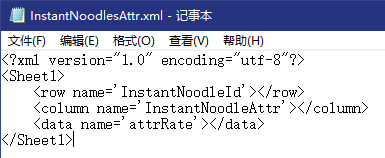 InstantNoodlesAttr.xml - 记事本
文件(F) 编辑(E) 格式(O) 查看(V) 帮助(H)
<?xml version="1.0" encoding="utf-8"?>
<Sheet1>
    <row name='InstantNoodleId'></row>
    <column name='InstantNoodleAttr'></column>
    <data name='attrRate'></data>
</Sheet1>